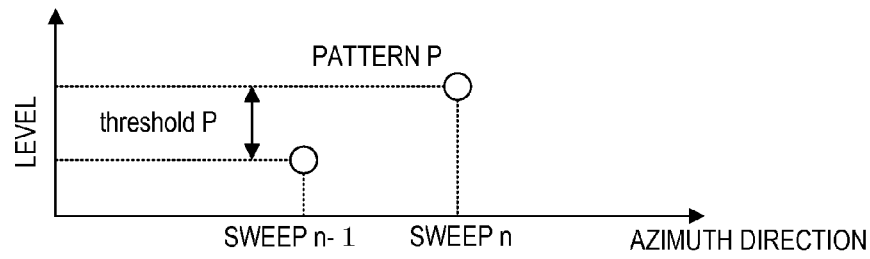 PATTERN P
threshold P
LEVEL
SWEEP n- 1
SWEEP n
AZIMUTH DIRECTION